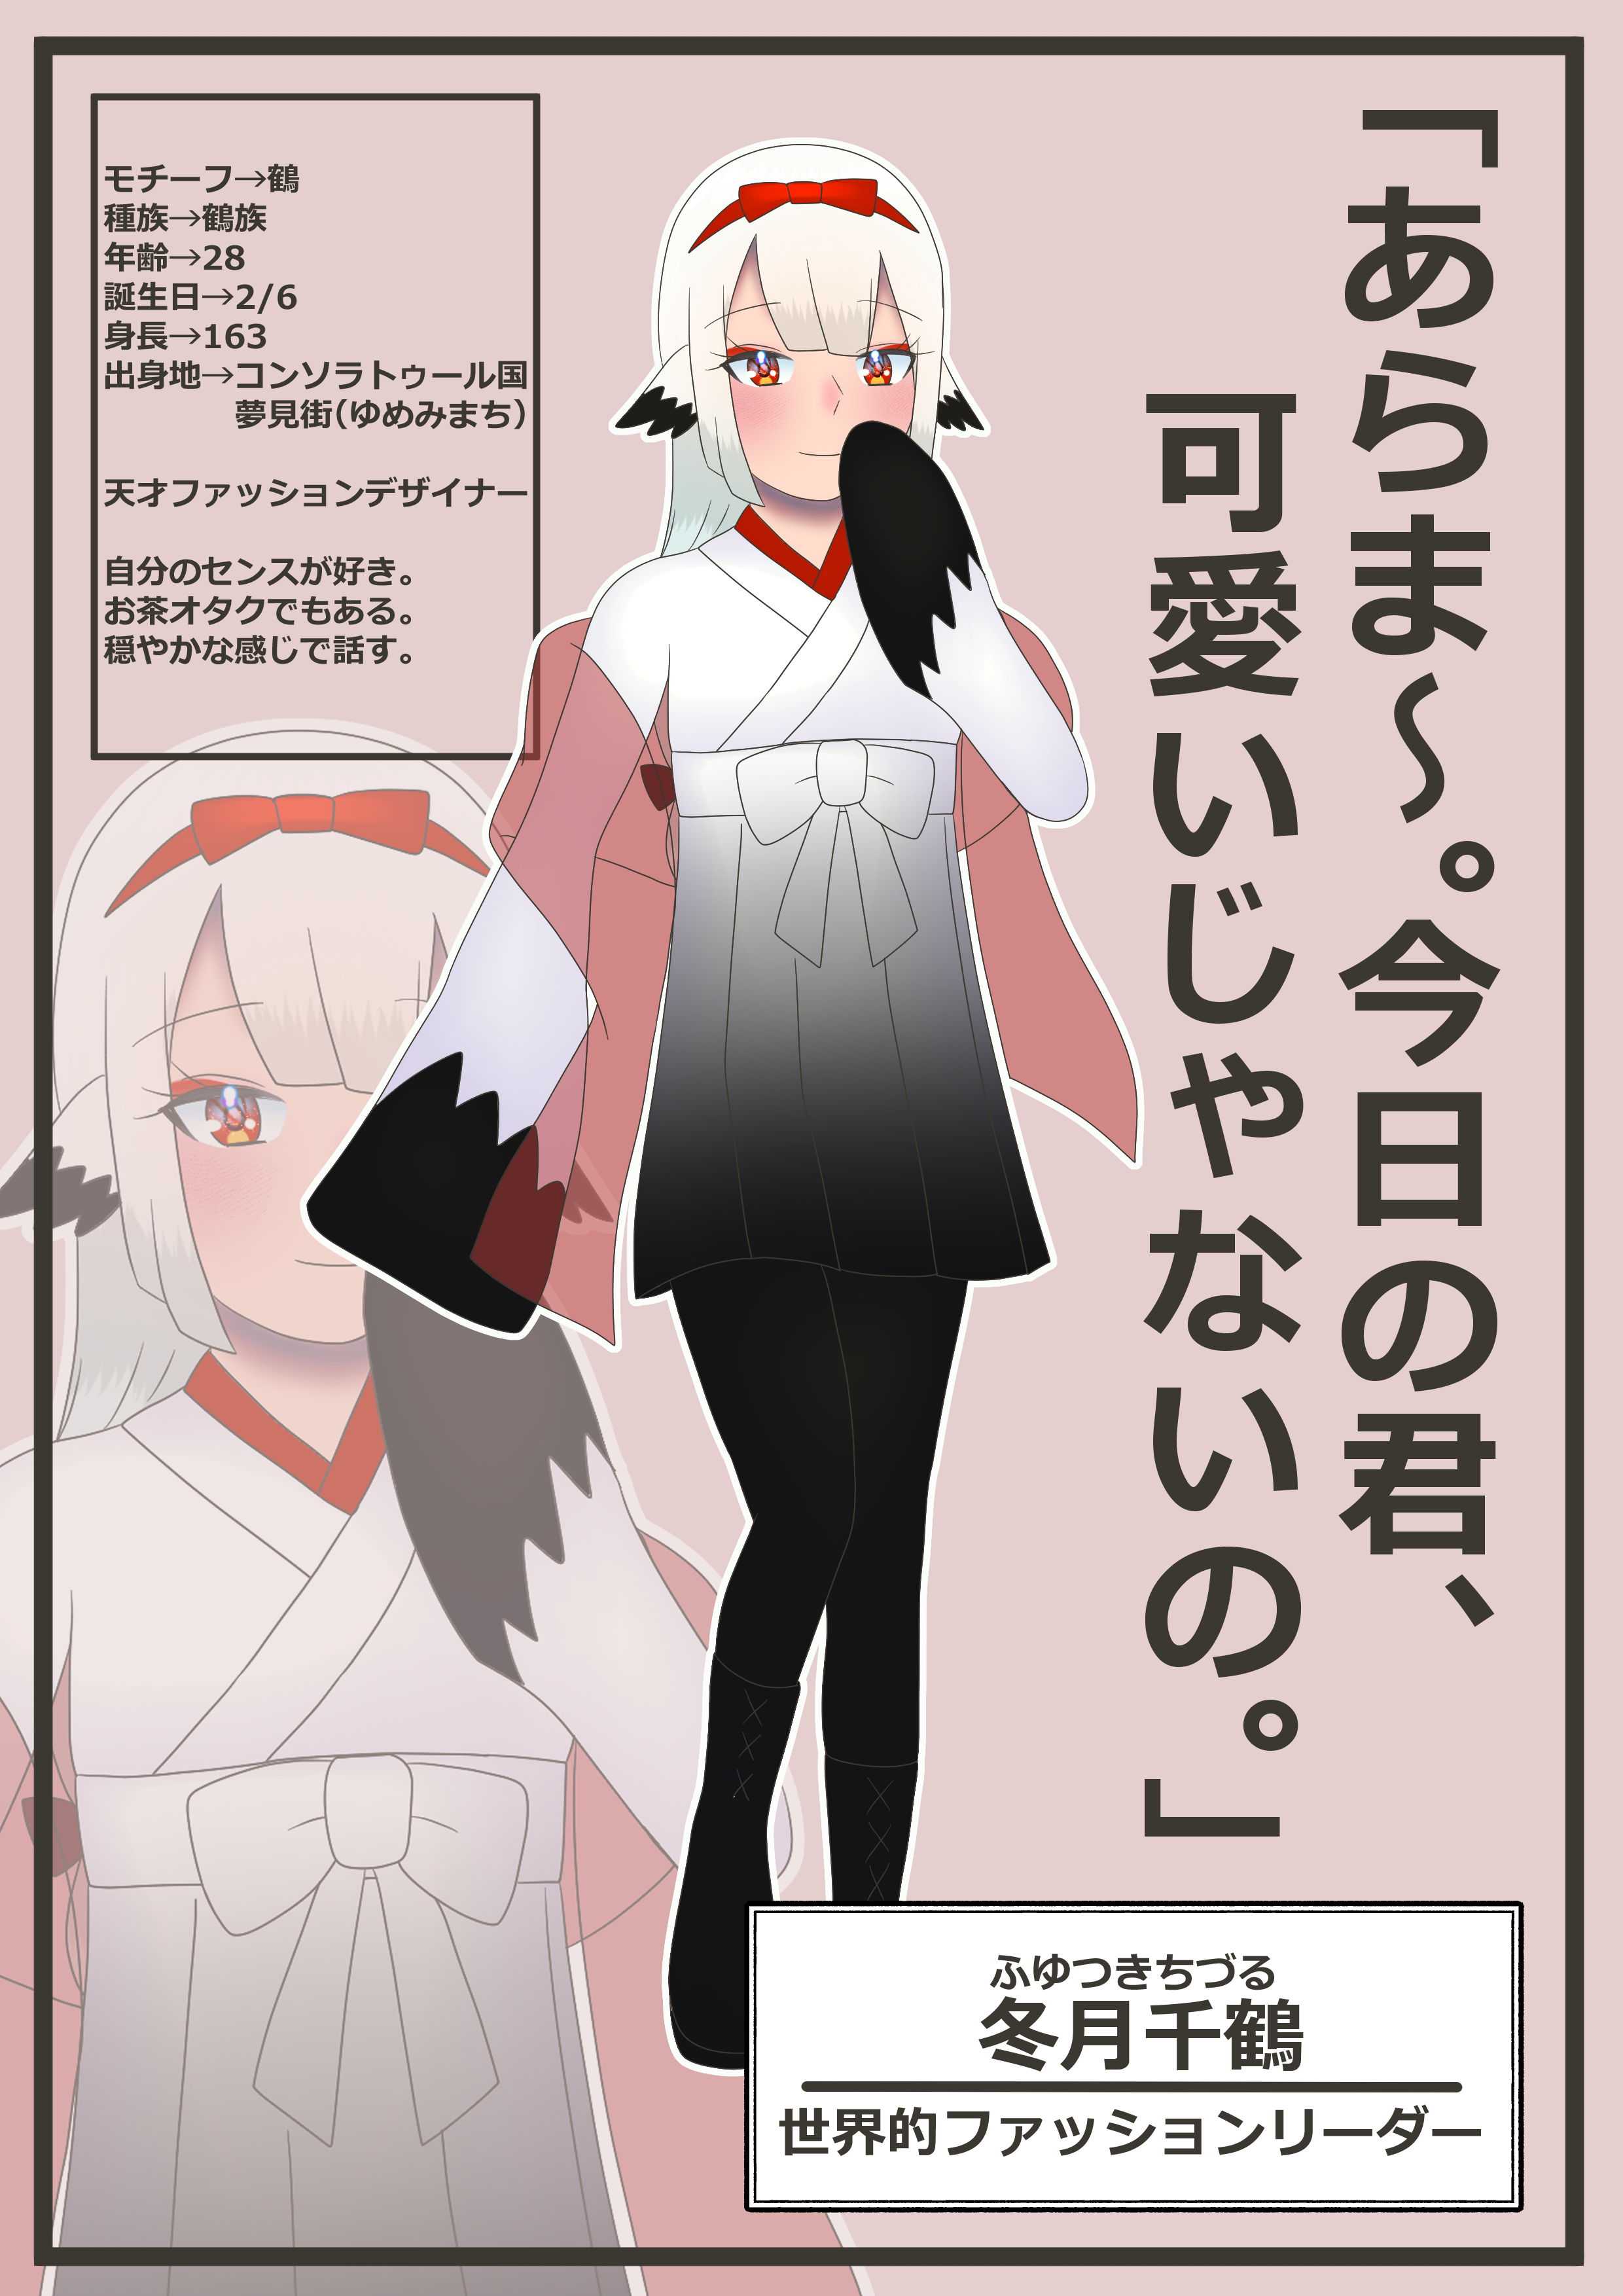 モチーフ→鶴
種族→鶴族
年齢→28
誕生日→2/6
身長→163
出身地→コンソラトゥール国
夢見街(ゆめみまち)
天才ファッションデザイナー
自分のセンスが好き。
お茶オタクでもある。
穏やかな感じで話す。
「あらま〜。今日の君、
可愛いじゃないの。」
ふゆつきちづる
冬月千鶴
世界的ファッションリーダー